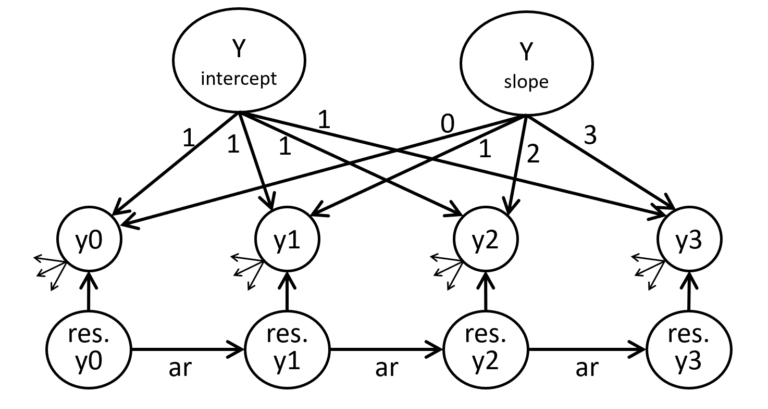 Y
intercept
Y
slope
1
1
1
1
0
1
2
3
y0
y1
y2
y3
res.
y0
ar
res.
y1
ar
res.
y2
ar
res.
y3